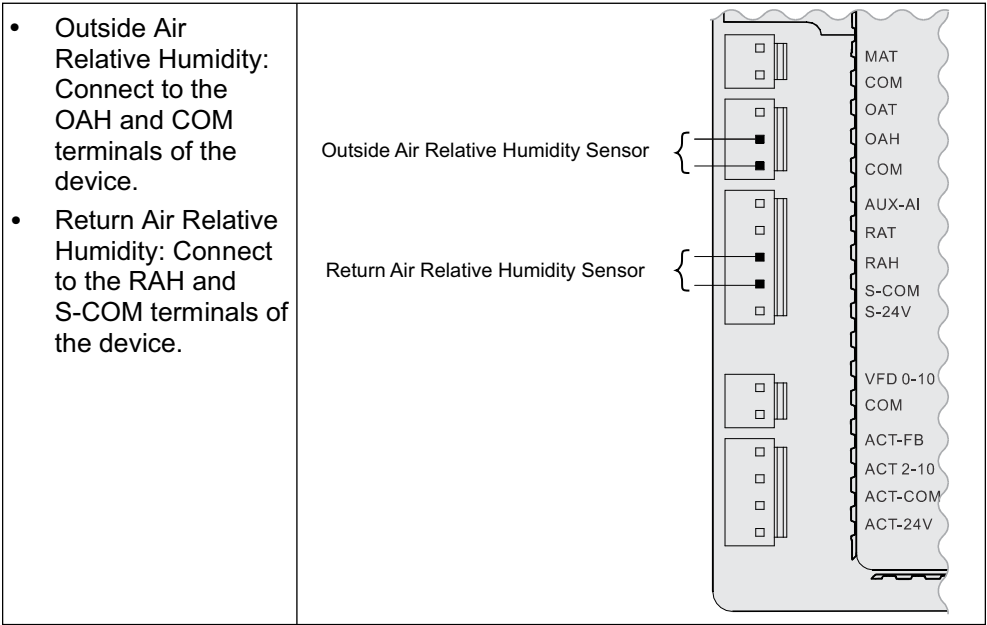 • Outside Air
Relative Humidity:
Connect to the
OAH and COM
terminals of the
device.
• Return Air Relative
Humidity: Connect
to the RAH and
S-COM terminals of
the device.
Outside Air Relative Humidity Sensor
Return Air Relative Humidity Sensor
MAT
COM
OAT
OAH
COM
AUX-AI
RAT
RAH
S-COM
S-24V
VFD 0-10
COM
ACT-FB
ACT 2-10
ACT-COM
ACT-24V